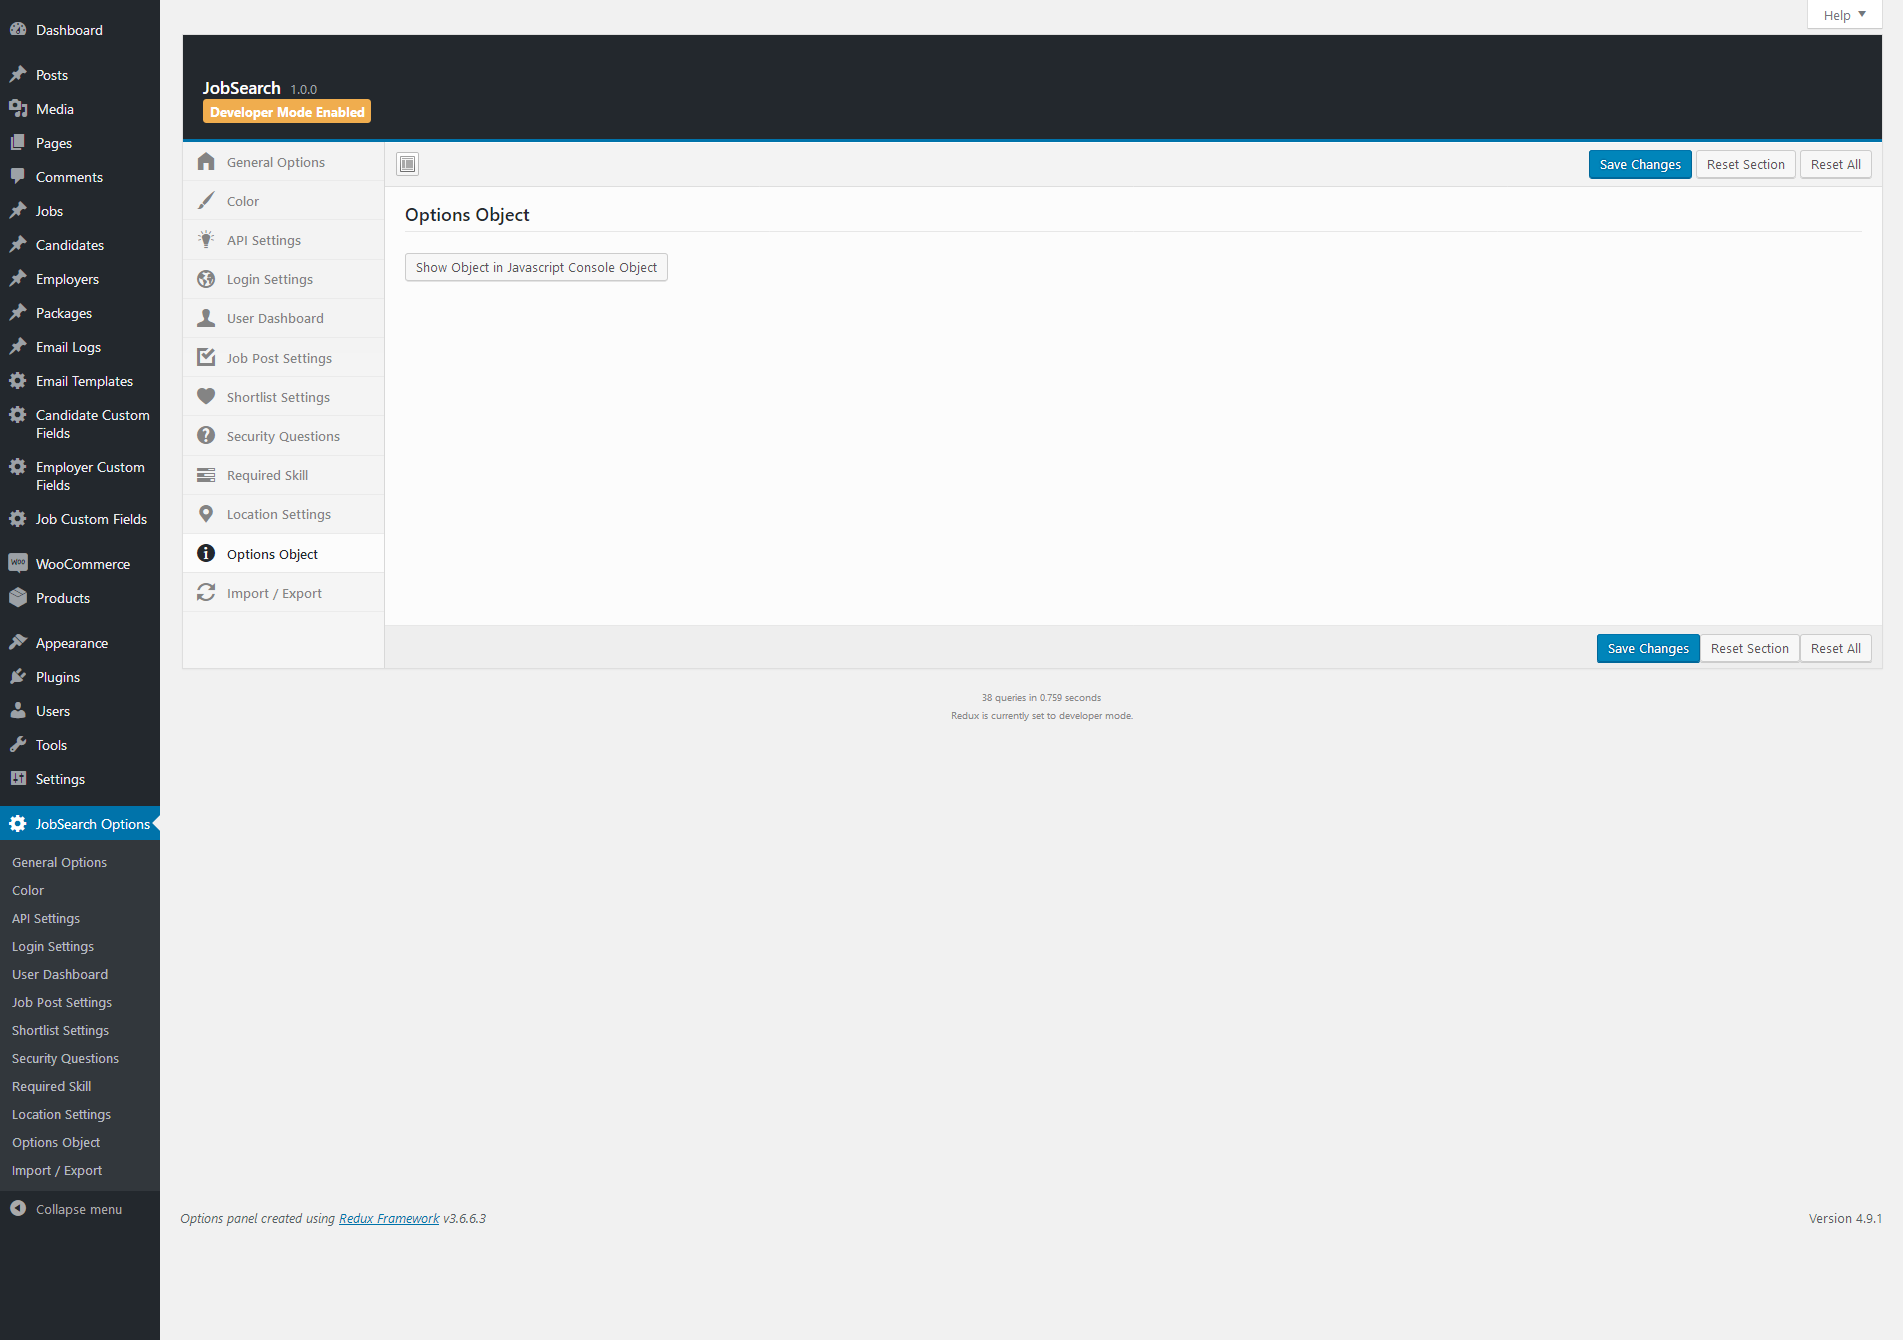 Dashboard
Posts
Media
Pages
Comments
Jobs
Candidates
Employers
Packages
Email Logs
Email Templates
Candidate Custom
Fields
Employer Custom
Fields
Job Custom Fields
Woo
WooCommerce
Products
Appearance
Plugins
Users
Tools
Settings
JobSearch Options
General Options
Color
API Settings
Login Settings
User Dashboard
Job Post Settings
Shortlist Settings
Security Questions
Required Skill
Location Settings
Options Object
Import / Export
Collapse menu
Help
JobSearch 1.0.0
Developer Mode Enabled
General Options
Color
API Settings
Login Settings
User Dashboard
Job Post Settings
Shortlist Settings
Security Questions
Required Skill
Location Settings
Options Object
Import / Export
Save Changes Reset Section Reset All
Options Object
Show Object in Javascript Console Object
Save Changes Reset Section Reset All
38 queries in 0.759 seconds
Redux is currently set to developer mode.
Options panel created using Redux Framework v3.6.6.3
Version 4.9.1